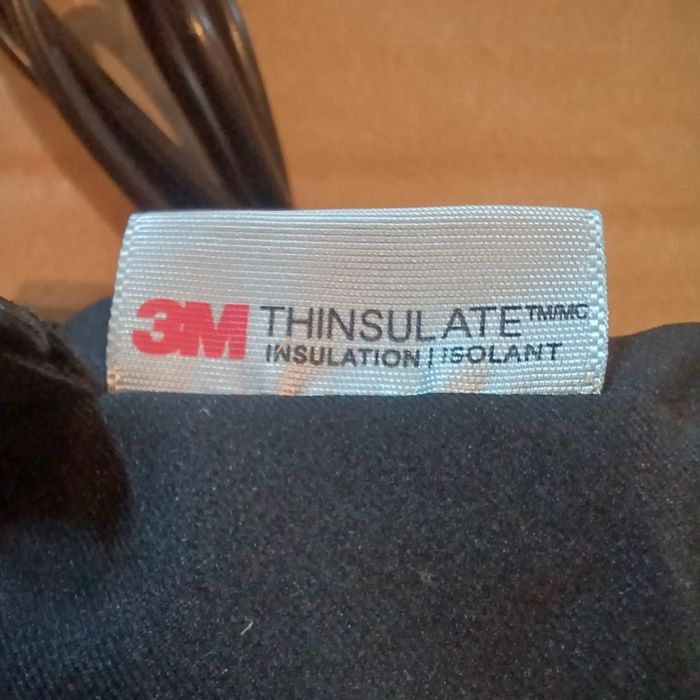 3M THINSULATE™/MC
INSULATION | ISOLANT